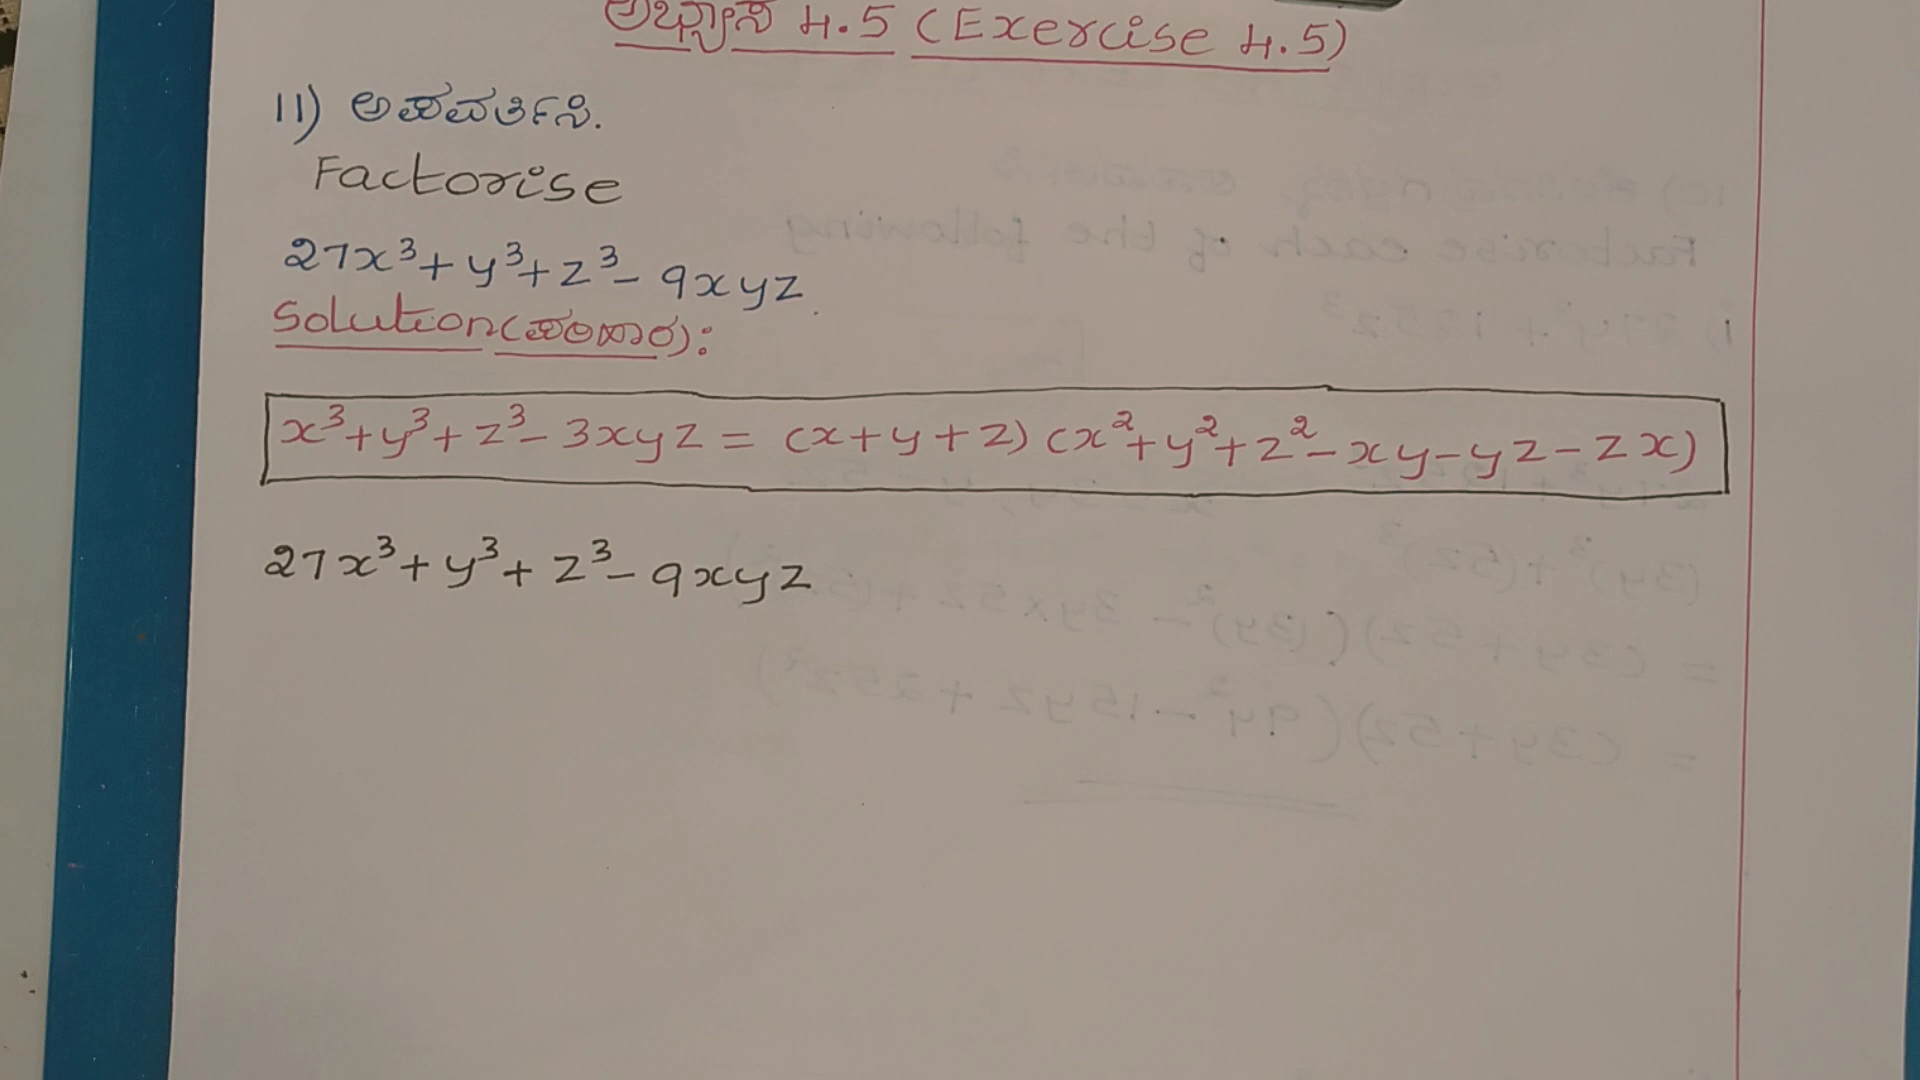 ಅಭ್ಯಾಸ 4.5 (Exercise 4.5)
11) ಅಪವರ್ತಿಸಿ.
Factorise
27x³ + y³ + z³ - 9xyz.
Solution(ಪರಿಹಾರ):
x³ + y³ + z³ - 3xyz = (x + y + z) (x² + y² + z² - xy - yz - zx)
27x³ + y³ + z³ - 9xyz